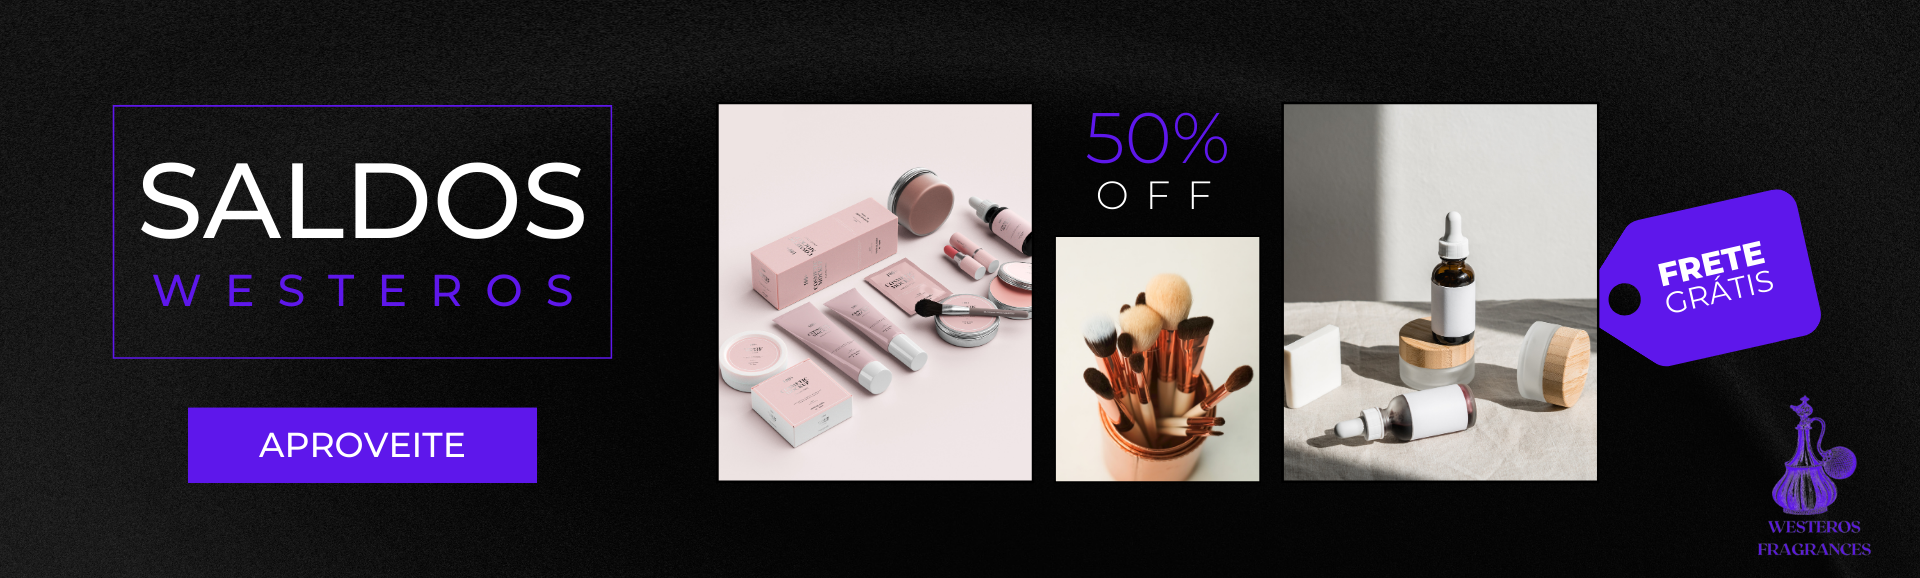 SALDOS
WESTEROS
APROVEITE
50%
OFF
FRETE
GRÁTIS
WESTEROS
FRAGRANCES